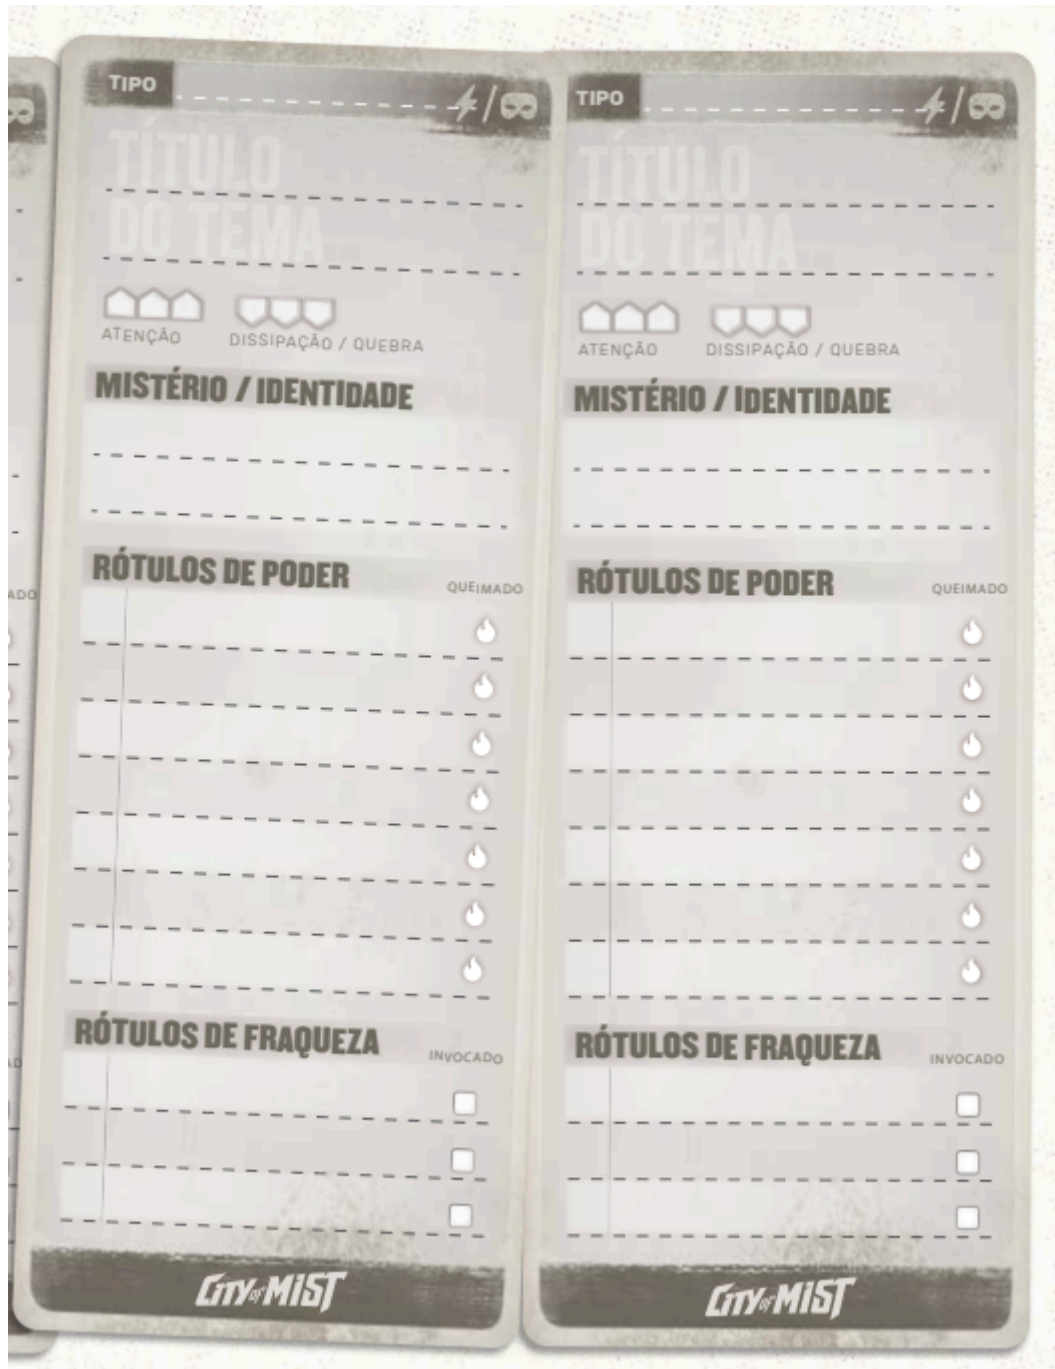 TIPO
TÍTULO
DO TEMA
ATENÇÃO
DISSIPAÇÃO / QUEBRA
MISTÉRIO / IDENTIDADE
RÓTULOS DE PODER
QUEIMADO
RÓTULOS DE FRAQUEZA
INVOCADO
CITY OF MIST
TIPO
TÍTULO
DO TEMA
ATENÇÃO
DISSIPAÇÃO / QUEBRA
MISTÉRIO / IDENTIDADE
RÓTULOS DE PODER
QUEIMADO
RÓTULOS DE FRAQUEZA
INVOCADO
CITY OF MIST